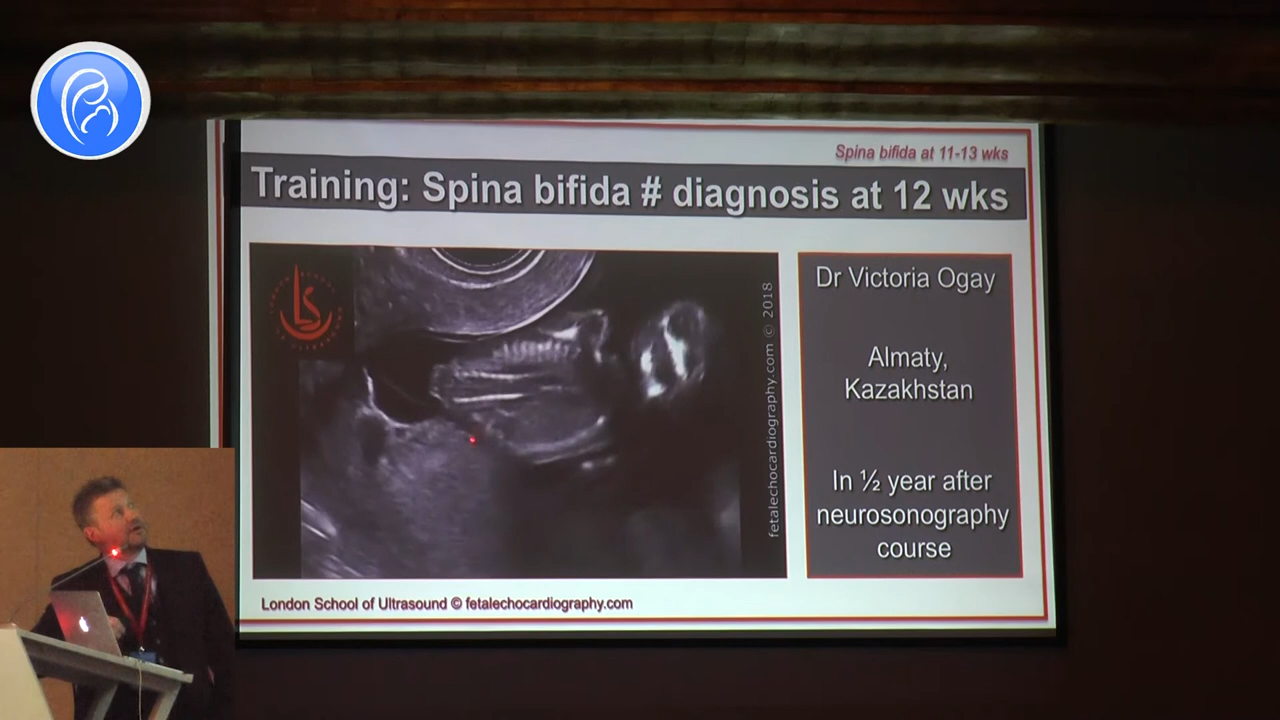 Spina bifida at 11-13 wks
Training: Spina bifida # diagnosis at 12 wks
fetalechocardiography.com © 2018
Dr Victoria Ogay
Almaty,
Kazakhstan
In ½ year after
neurosonography
course
London School of Ultrasound © fetalechocardiography.com